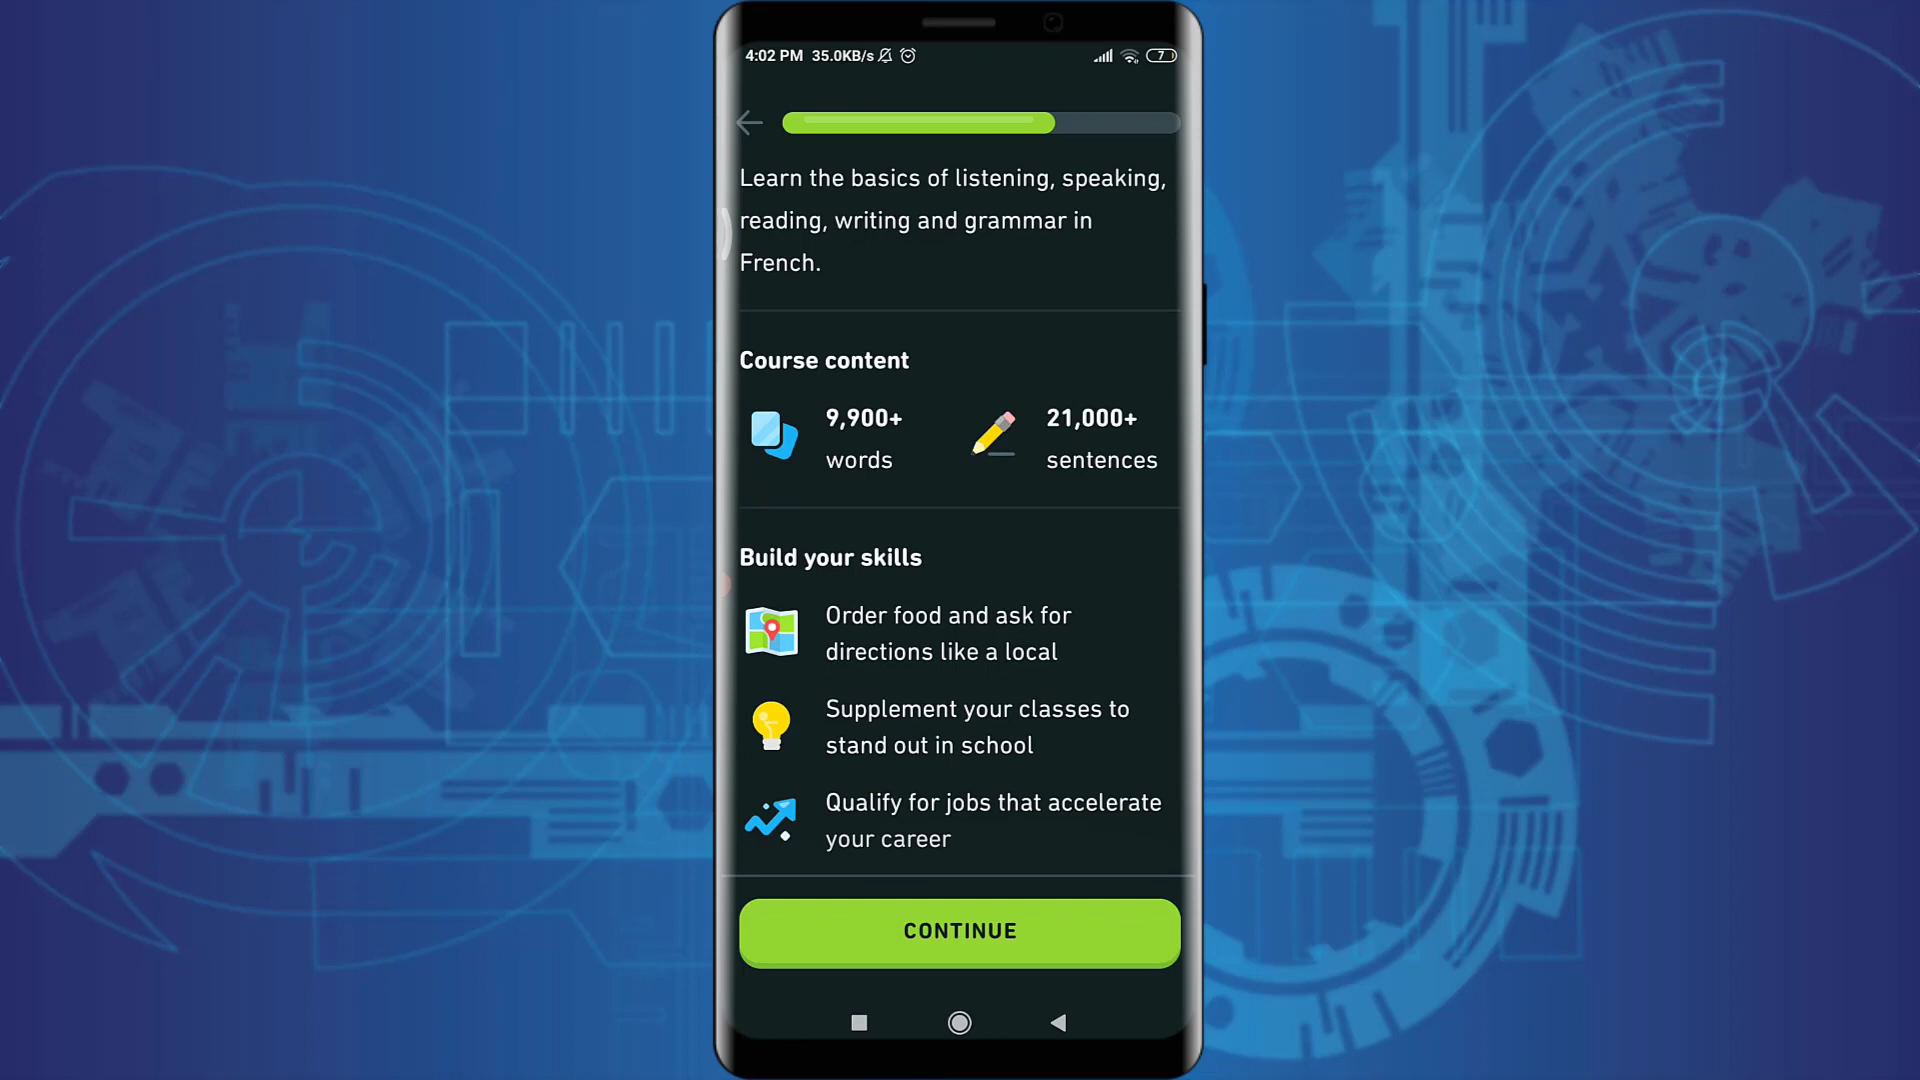 4:02 PM 35.0KB/s 7
Learn the basics of listening, speaking,
reading, writing and grammar in
French.
Course content
9,900+
words
21,000+
sentences
Build your skills
Order food and ask for
directions like a local
Supplement your classes to
stand out in school
Qualify for jobs that accelerate
your career
CONTINUE